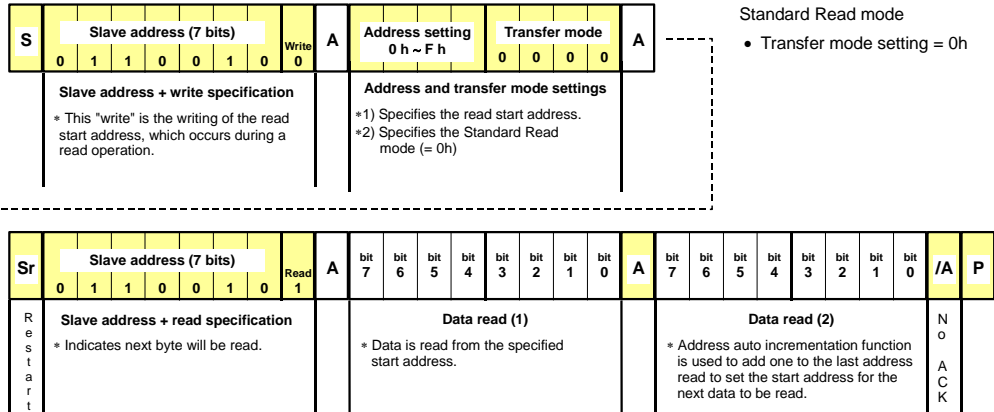 Standard Read mode
• Transfer mode setting = 0h
S Slave address (7 bits) Write A Address setting Transfer mode A
0 h ~ F h
0 1 1 0 0 1 0 0 0 0 0 0
Slave address + write specification Address and transfer mode settings
* This "write" is the writing of the read
start address, which occurs during a
read operation.
*1) Specifies the read start address.
*2) Specifies the Standard Read
mode (= 0h)
Sr Slave address (7 bits) Read A bit bit bit bit bit bit bit bit A bit bit bit bit bit bit bit bit /A P
7 6 5 4 3 2 1 0 7 6 5 4 3 2 1 0
0 1 1 0 0 1 0 1
Restart
Slave address + read specification
* Indicates next byte will be read.
Data read (1)
* Data is read from the specified
start address.
Data read (2)
* Address auto incrementation function
is used to add one to the last address
read to set the start address for the
next data to be read.
No ACK